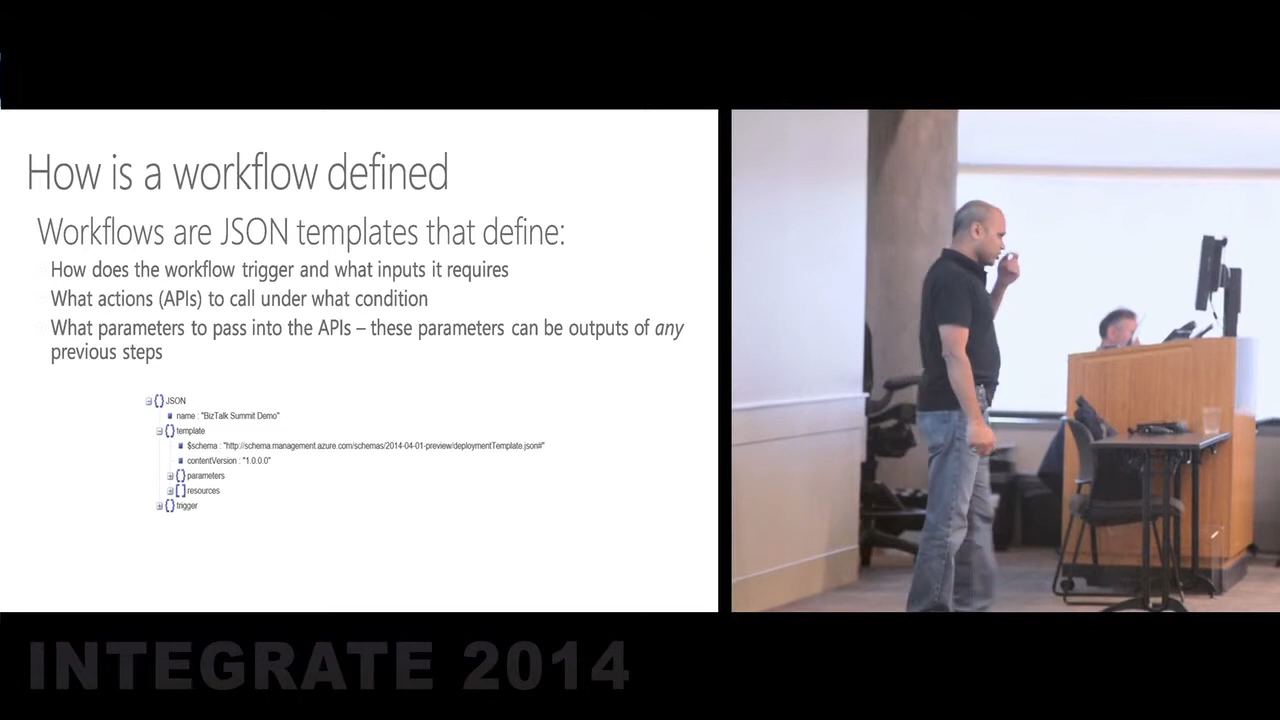 How is a workflow defined
Workflows are JSON templates that define:
How does the workflow trigger and what inputs it requires
What actions (APIs) to call under what condition
What parameters to pass into the APIs – these parameters can be outputs of any
previous steps
JSON
name : "BizTalk Summit Demo"
template
$schema : "http://schema.management.azure.com/schemas/2014-04-01-preview/deploymentTemplate.json#"
contentVersion : "1.0.0.0"
parameters
resources
trigger
INTEGRATE 2014